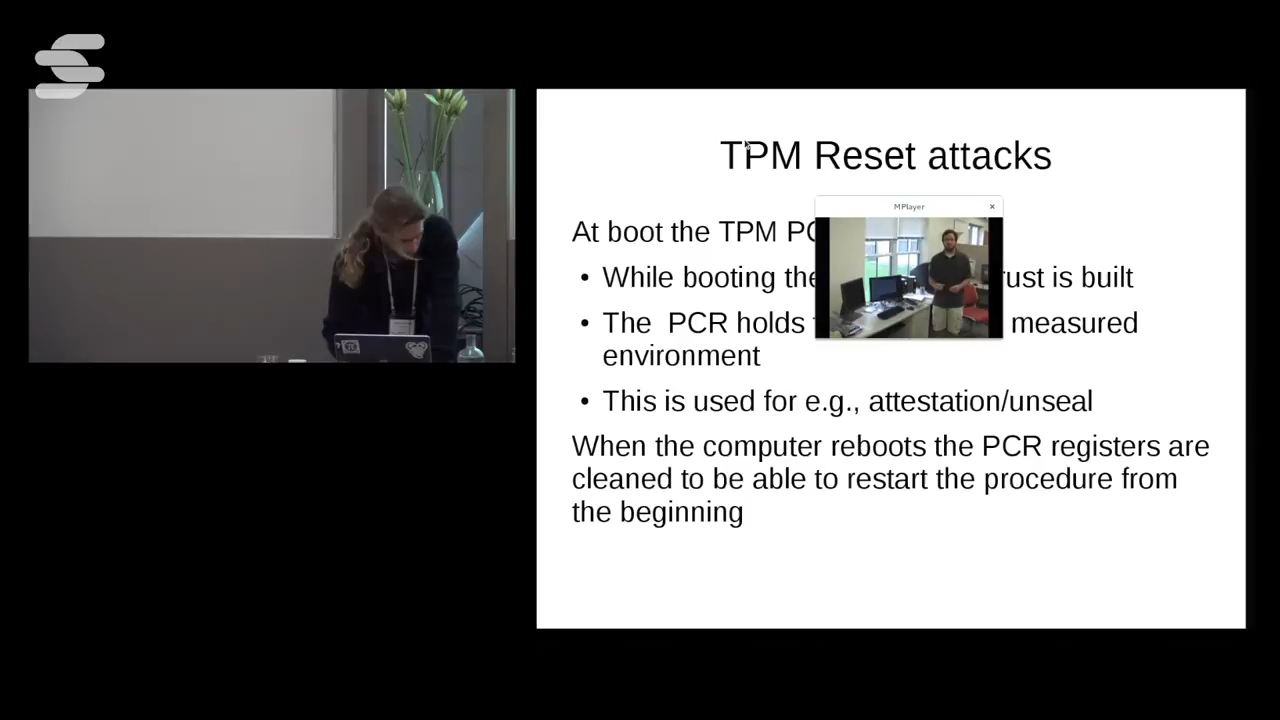 TPM Reset attacks
MPlayer
At boot the TPM PC
While booting the rust is built
The PCR holds measured
environment
This is used for e.g., attestation/unseal
When the computer reboots the PCR registers are
cleaned to be able to restart the procedure from
the beginning